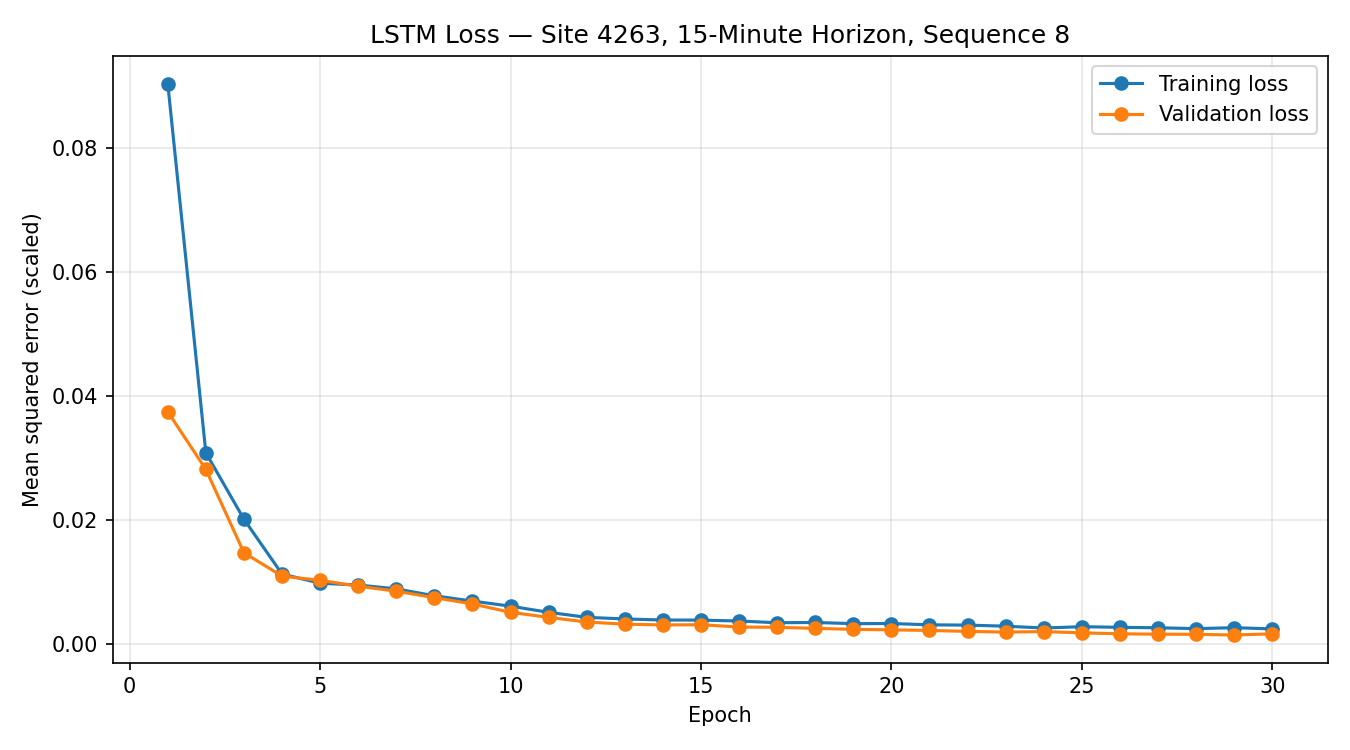 LSTM Loss — Site 4263, 15-Minute Horizon, Sequence 8
Training loss
Validation loss
Mean squared error (scaled)
0.08
0.06
0.04
0.02
0.00
0 5 10 15 20 25 30
Epoch